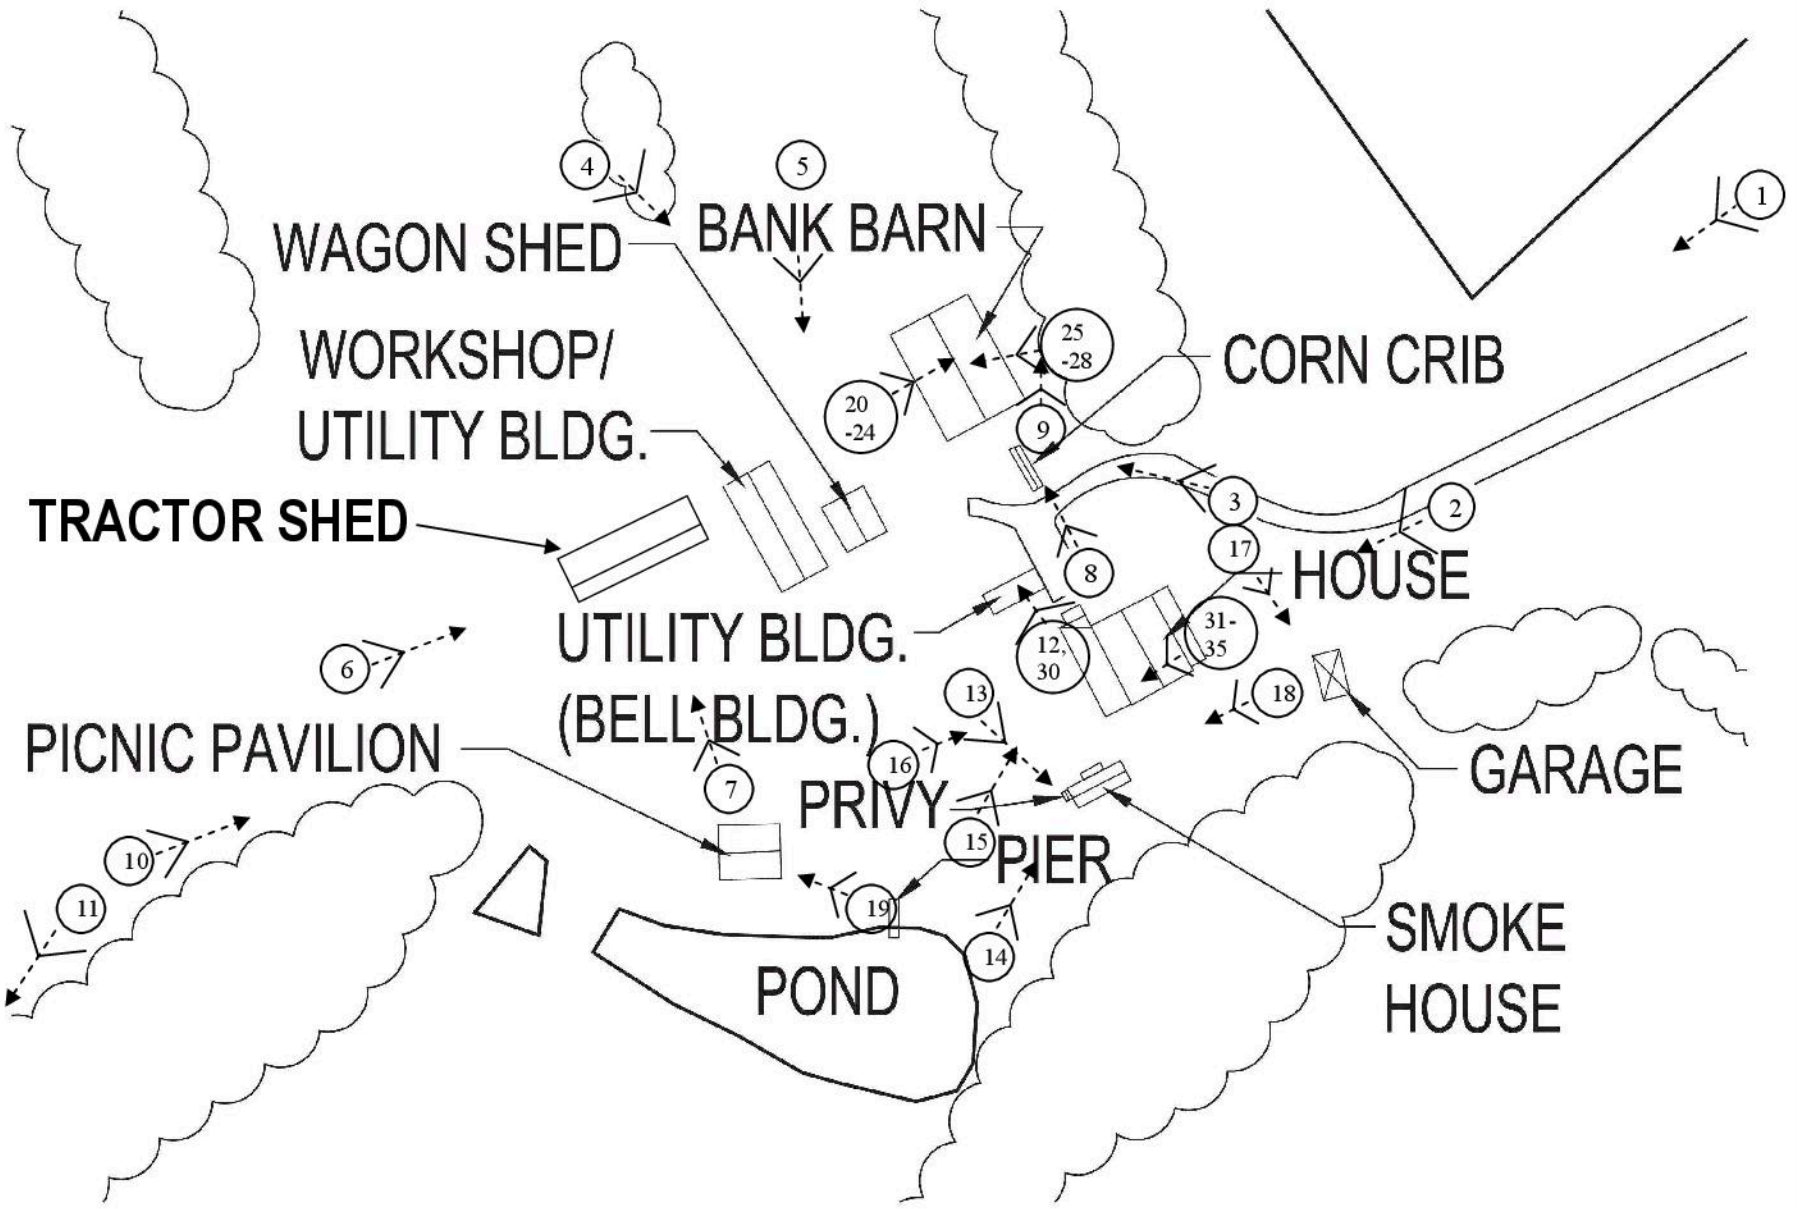 1
4
5
BANK BARN
WAGON SHED
25
-28
WORKSHOP/
CORN CRIB
20
-24
9
UTILITY BLDG.
3
2
TRACTOR SHED
17
8
HOUSE
UTILITY BLDG.
12,
30
31-
35
6
13
18
(BELL BLDG.)
PICNIC PAVILION
16
7
GARAGE
PRIVY
15
PIER
10
11
19
14
SMOKE
POND
HOUSE